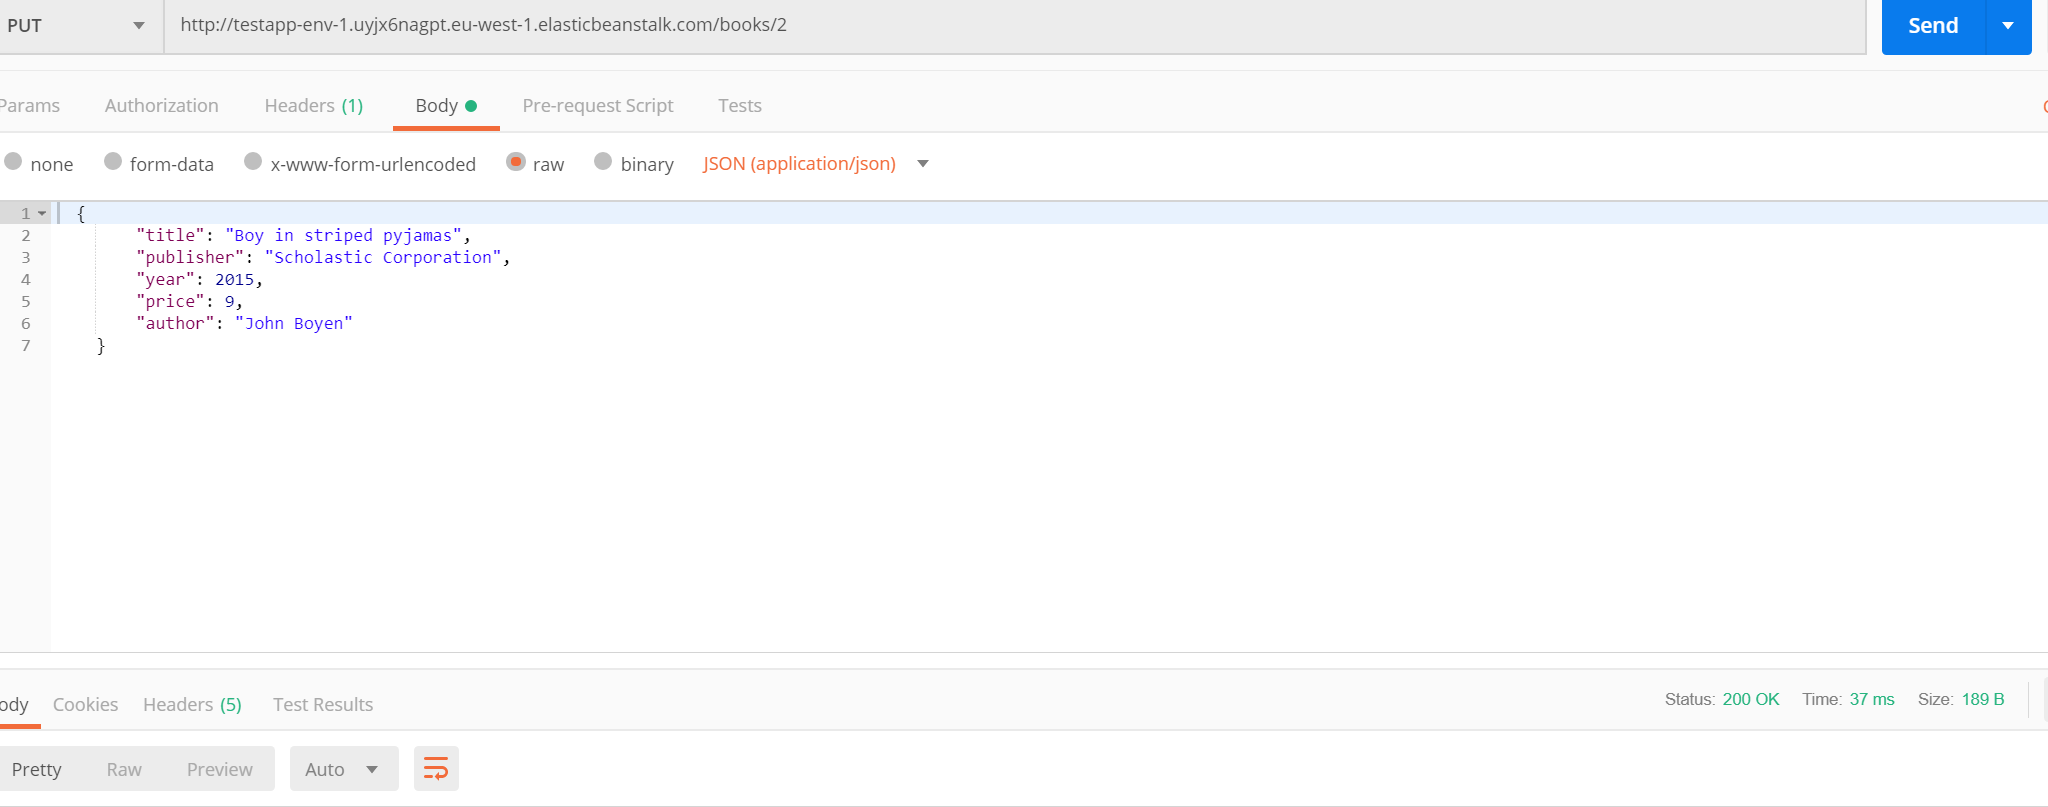 PUT http://testapp-env-1.uyjx6nagpt.eu-west-1.elasticbeanstalk.com/books/2 Send
Params Authorization Headers (1) Body Pre-request Script Tests
none form-data x-www-form-urlencoded raw binary JSON (application/json)
1 {
2 "title": "Boy in striped pyjamas",
3 "publisher": "Scholastic Corporation",
4 "year": 2015,
5 "price": 9,
6 "author": "John Boyen"
7 }
ody Cookies Headers (5) Test Results Status: 200 OK Time: 37 ms Size: 189 B
Pretty Raw Preview Auto